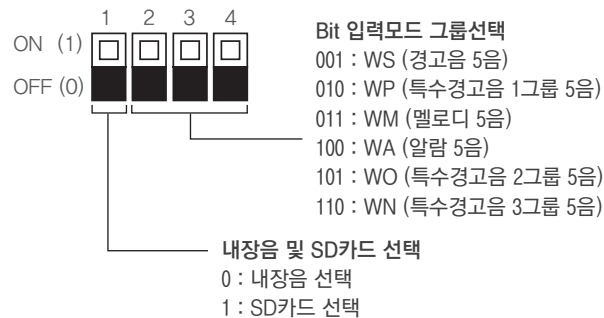 1 2 3 4
ON (1)
OFF (0)
Bit 입력모드 그룹선택
001 : WS (경고음 5음)
010 : WP (특수경고음 1그룹 5음)
011 : WM (멜로디 5음)
100 : WA (알람 5음)
101 : WO (특수경고음 2그룹 5음)
110 : WN (특수경고음 3그룹 5음)
내장음 및 SD카드 선택
0 : 내장음 선택
1 : SD카드 선택